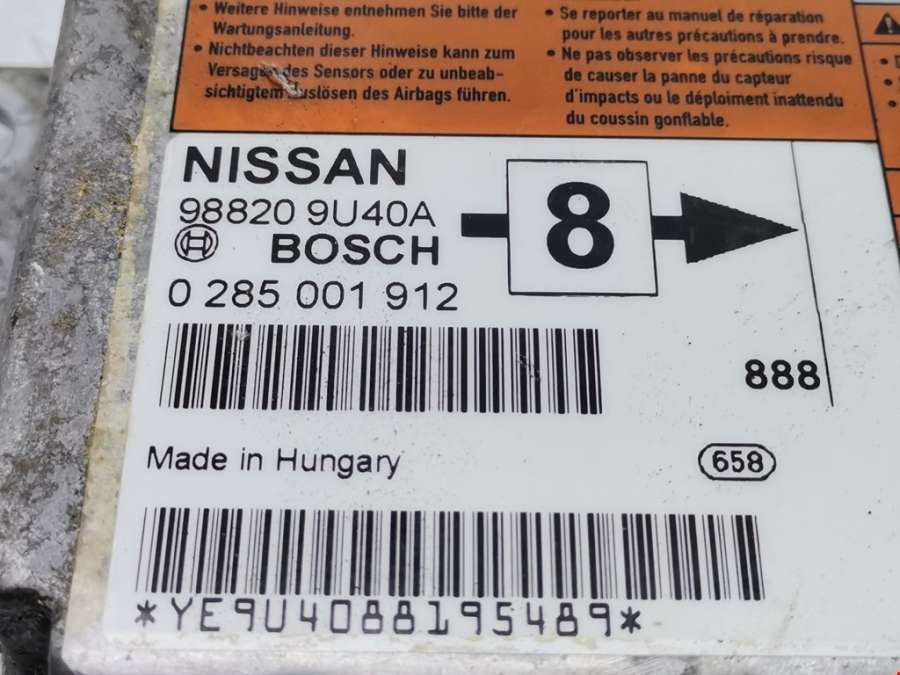 • Weitere Hinweise entnehmen Sie bitte der
Wartungsanleitung.
• Nichtbeachten dieser Hinweise kann zum
Versagen des Sensors oder zu unbeab-
sichtigtem Auslösen des Airbags führen.
• Se reporter au manuel de réparation
pour les autres précautions à prendre.
• Ne pas observer les précautions risque
de causer la panne du capteur
d'impacts ou le déploiement inattendu
du coussin gonflable.
NISSAN
98820 9U40A
BOSCH
0 285 001 912
8
888
Made in Hungary
658
*YE9U4088195489*